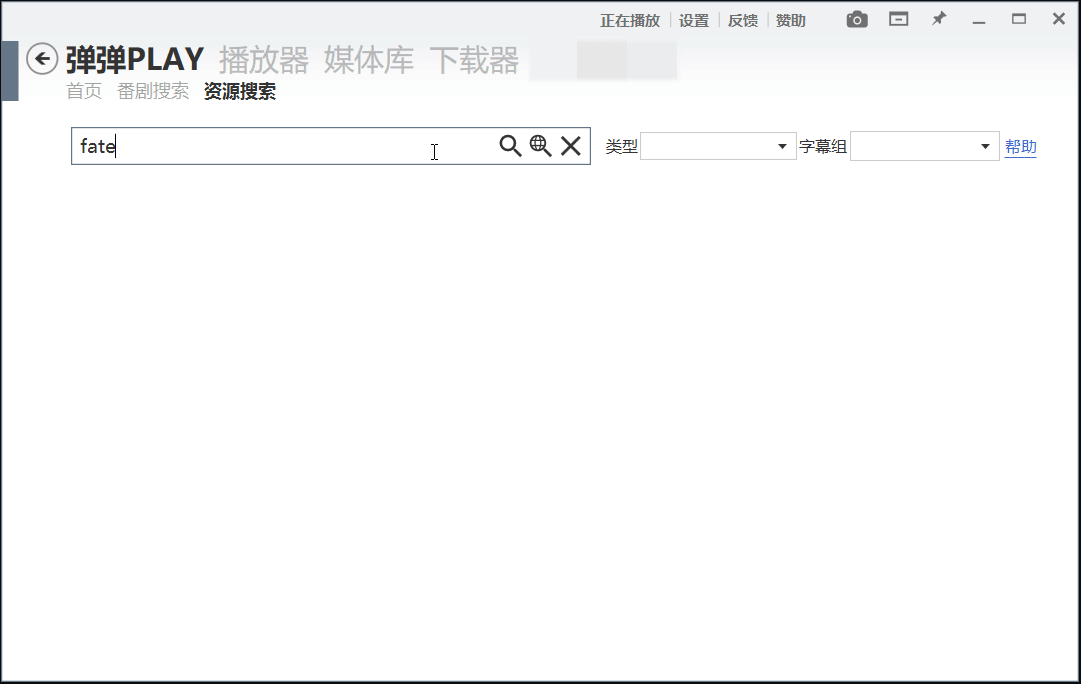 正在播放 设置 反馈 赞助
弹弹PLAY 播放器 媒体库 下载器
首页 番剧搜索 资源搜索
fate 类型 字幕组 帮助